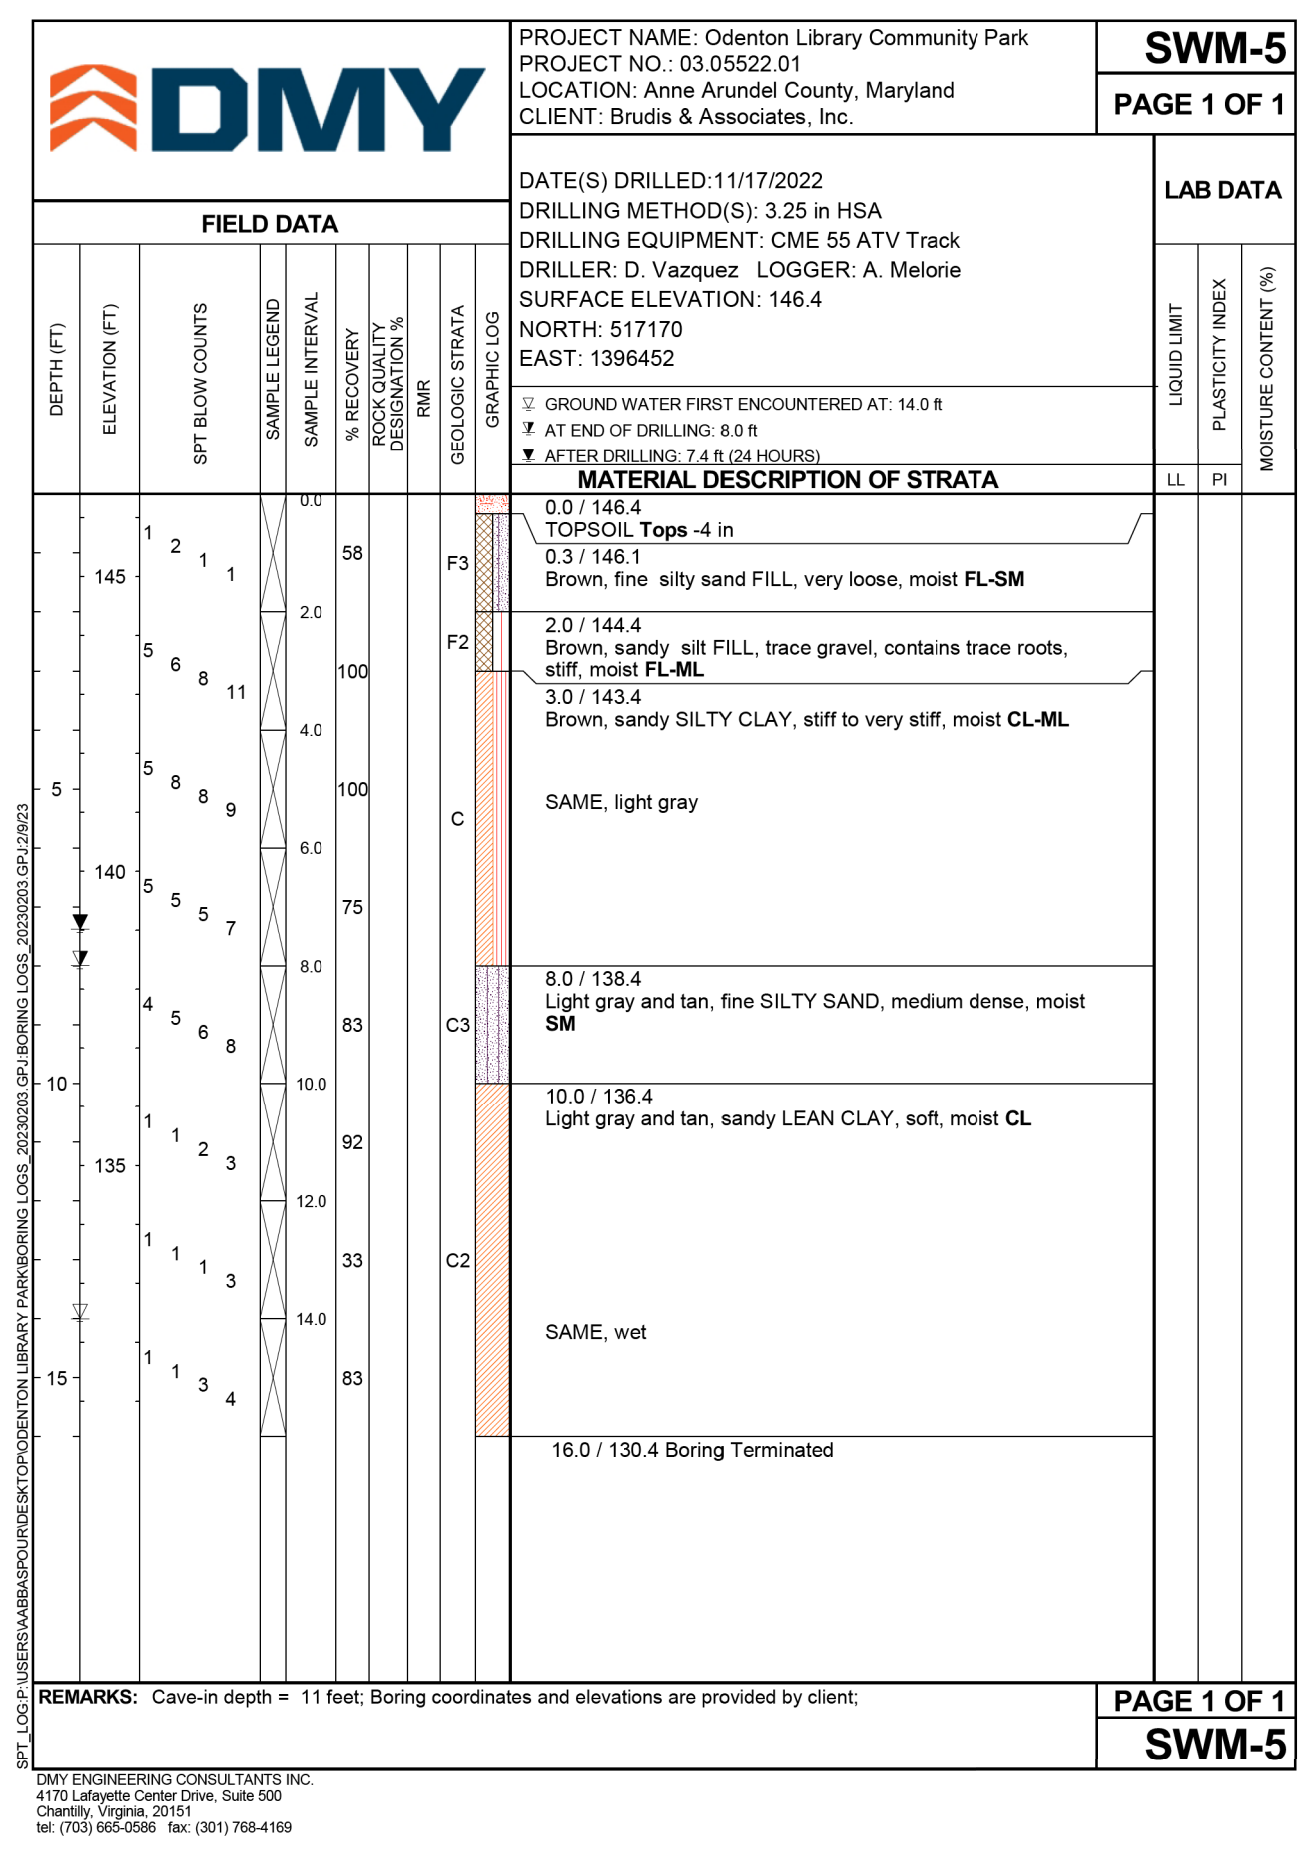 DMY
PROJECT NAME: Odenton Library Community Park
PROJECT NO.: 03.05522.01
LOCATION: Anne Arundel County, Maryland
CLIENT: Brudis & Associates, Inc.
SWM-5
PAGE 1 OF 1
FIELD DATA
DATE(S) DRILLED:11/17/2022
DRILLING METHOD(S): 3.25 in HSA
DRILLING EQUIPMENT: CME 55 ATV Track
DRILLER: D. Vazquez LOGGER: A. Melorie
SURFACE ELEVATION: 146.4
NORTH: 517170
EAST: 1396452
LAB DATA
DEPTH (FT)
ELEVATION (FT)
SPT BLOW COUNTS
SAMPLE LEGEND
SAMPLE INTERVAL
% RECOVERY
ROCK QUALITY
DESIGNATION %
RMR
GEOLOGIC STRATA
GRAPHIC LOG
GROUND WATER FIRST ENCOUNTERED AT: 14.0 ft
AT END OF DRILLING: 8.0 ft
AFTER DRILLING: 7.4 ft (24 HOURS)
LIQUID LIMIT
PLASTICITY INDEX
MOISTURE CONTENT (%)
MATERIAL DESCRIPTION OF STRATA
LL
PI
0.0
0.0 / 146.4
TOPSOIL Tops -4 in
1 2 1 1
58
145
F3
0.3 / 146.1
Brown, fine silty sand FILL, very loose, moist FL-SM
2.0
2.0 / 144.4
Brown, sandy silt FILL, trace gravel, contains trace roots,
stiff, moist FL-ML
F2
5 6 8 11
100
3.0 / 143.4
Brown, sandy SILTY CLAY, stiff to very stiff, moist CL-ML
4.0
5 8 8 9
5
100
SAME, light gray
C
6.0
140
5 5 5 7
75
8.0
8.0 / 138.4
Light gray and tan, fine SILTY SAND, medium dense, moist
SM
4 5 6 8
83
C3
10
10.0
10.0 / 136.4
Light gray and tan, sandy LEAN CLAY, soft, moist CL
1 1 2 3
92
135
12.0
1 1 1 3
33
C2
14.0
SAME, wet
1 1 3 4
15
83
16.0 / 130.4 Boring Terminated
SPT_LOG:P:\USERS\AABBASPOUR\DESKTOP\ODENTON LIBRARY PARK\BORING LOGS_20230203.GPJ:BORING LOGS_20230203.GPJ:2/9/23
REMARKS: Cave-in depth = 11 feet; Boring coordinates and elevations are provided by client;
PAGE 1 OF 1
SWM-5
DMY ENGINEERING CONSULTANTS INC.
4170 Lafayette Center Drive, Suite 500
Chantilly, Virginia, 20151
tel: (703) 665-0586 fax: (301) 768-4169